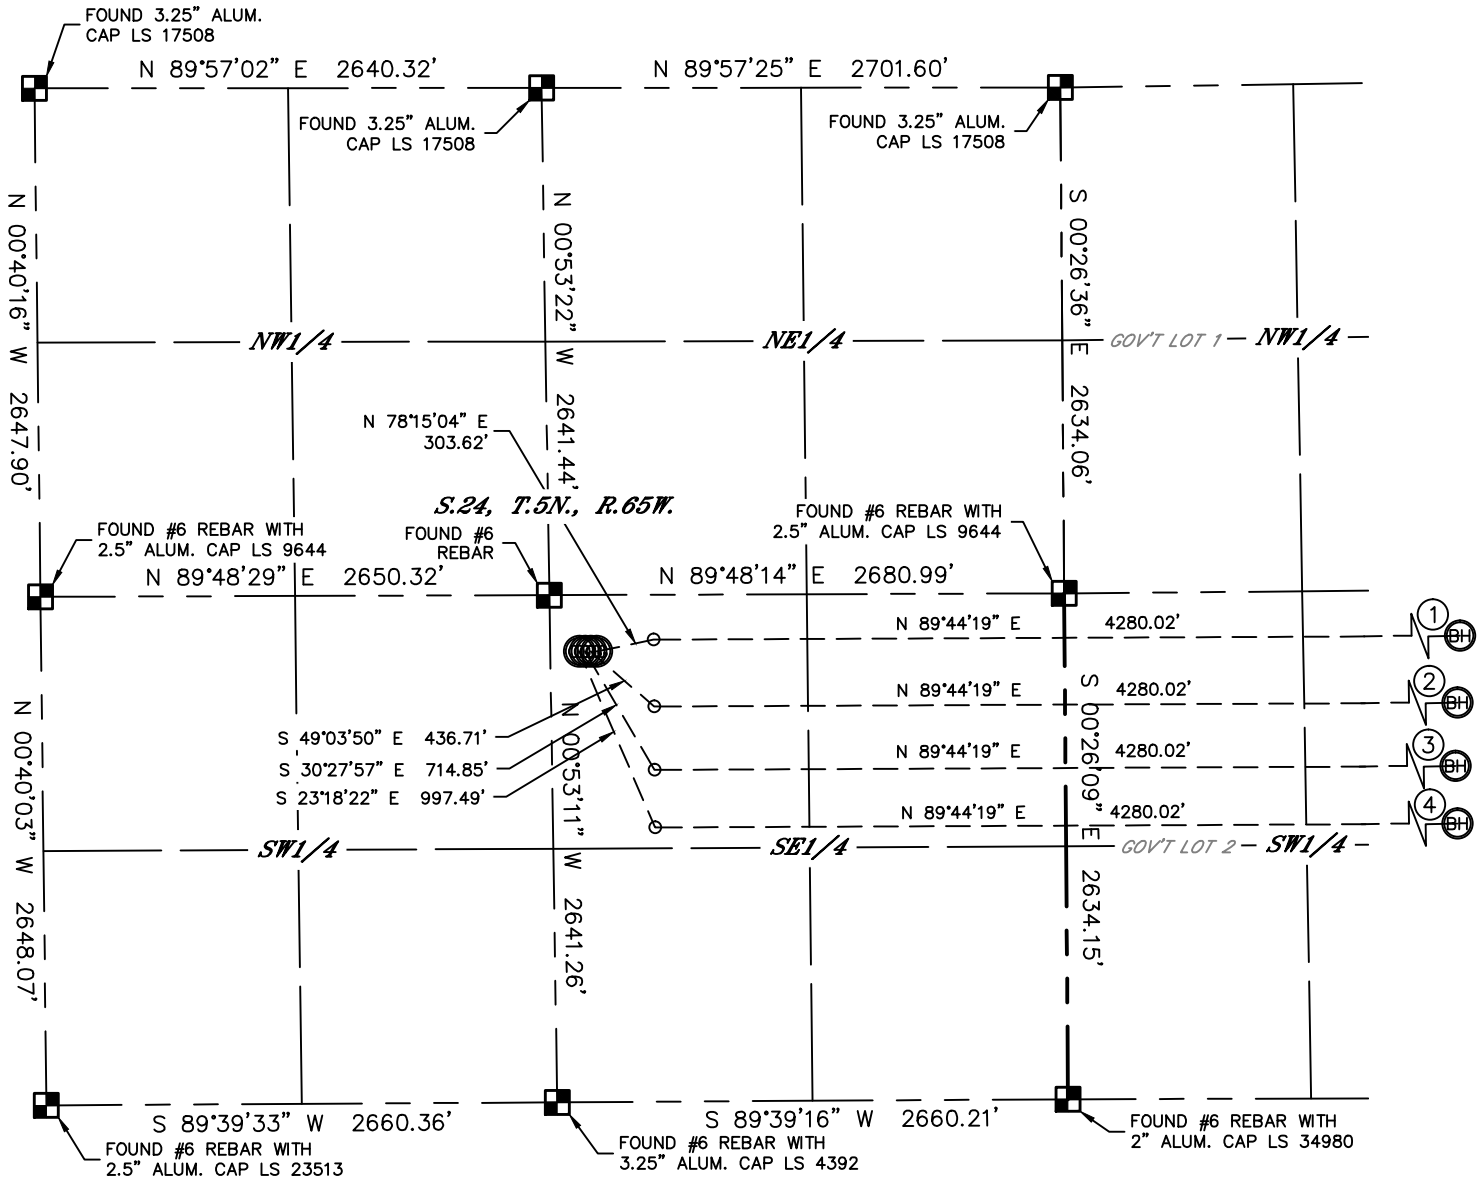 FOUND 3.25" ALUM.
CAP LS 17508
N 89°57'02" E 2640.32'
N 89°57'25" E 2701.60'
FOUND 3.25" ALUM.
CAP LS 17508
FOUND 3.25" ALUM.
CAP LS 17508
N 00°40'16" W 2647.90'
N 00°53'22" W 2641.44'
S 00°26'36" E 2634.06'
NW1/4
NE1/4
GOV'T LOT 1
NW1/4
N 78°15'04" E
303.62'
S.24, T.5N., R.65W.
FOUND #6 REBAR WITH
2.5" ALUM. CAP LS 9644
FOUND #6
REBAR
FOUND #6 REBAR WITH
2.5" ALUM. CAP LS 9644
N 89°48'29" E 2650.32'
N 89°48'14" E 2680.99'
N 89°44'19" E 4280.02'
1
BH
N 89°44'19" E 4280.02'
2
BH
S 49°03'50" E 436.71'
S 30°27'57" E 714.85'
S 23°18'22" E 997.49'
N 89°44'19" E 4280.02'
3
BH
N 89°44'19" E 4280.02'
4
BH
N 00°40'03" W 2648.07'
N 00°53'11" W 2641.26'
S 00°26'09" E 2634.15'
SW1/4
SE1/4
GOV'T LOT 2
SW1/4
S 89°39'33" W 2660.36'
S 89°39'16" W 2660.21'
FOUND #6 REBAR WITH
2.5" ALUM. CAP LS 23513
FOUND #6 REBAR WITH
3.25" ALUM. CAP LS 4392
FOUND #6 REBAR WITH
2" ALUM. CAP LS 34980